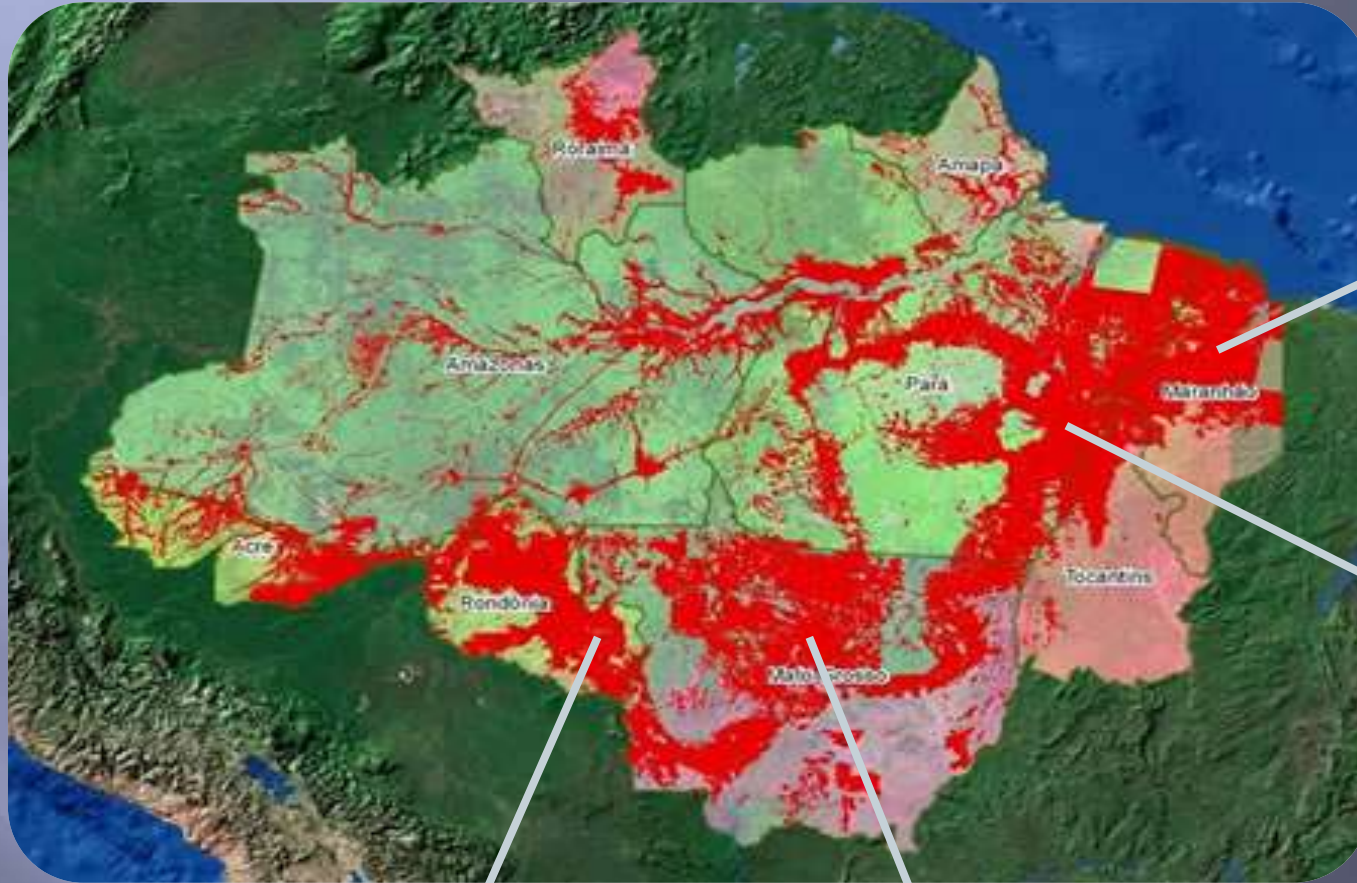 Roraima
Amapá
Amazonas
Pará
Maranhão
Acre
Tocantins
Rondônia
Mato Grosso